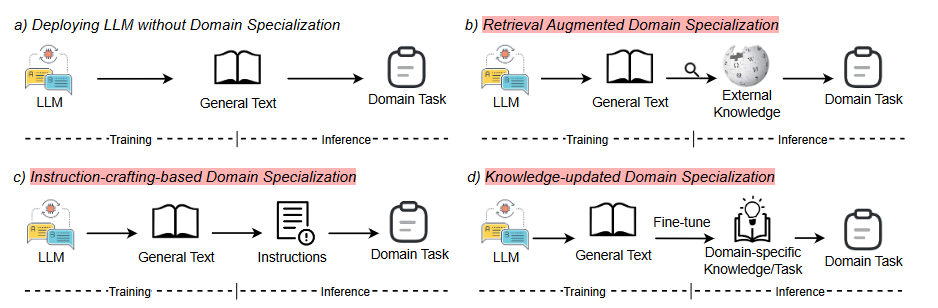 a) Deploying LLM without Domain Specialization
LLM
General Text
Domain Task
Training
Inference
b) Retrieval Augmented Domain Specialization
LLM
General Text
External
Knowledge
Domain Task
Training
Inference
c) Instruction-crafting-based Domain Specialization
LLM
General Text
Instructions
Domain Task
Training
Inference
d) Knowledge-updated Domain Specialization
LLM
General Text
Fine-tune
Domain-specific
Knowledge/Task
Domain Task
Training
Inference